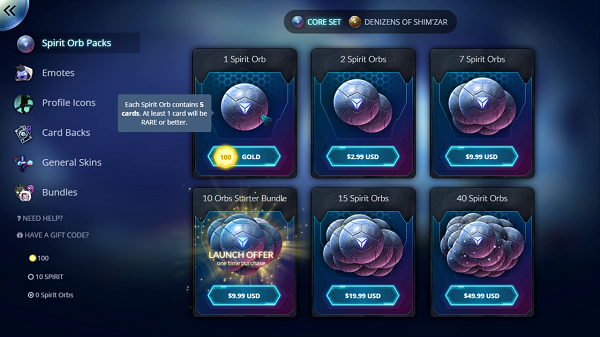 CORE SET
DENIZENS OF SHIM'ZAR
Spirit Orb Packs
Emotes
Profile Icons
Card Backs
General Skins
Bundles
? NEED HELP?
HAVE A GIFT CODE?
100
10 SPIRIT
0 Spirit Orbs
Each Spirit Orb contains 5
cards. At least 1 card will be
RARE or better.
1 Spirit Orb
100 GOLD
2 Spirit Orbs
$2.99 USD
7 Spirit Orbs
$9.99 USD
10 Orbs Starter Bundle
LAUNCH OFFER
one time purchase
$9.99 USD
15 Spirit Orbs
$19.99 USD
40 Spirit Orbs
$49.99 USD